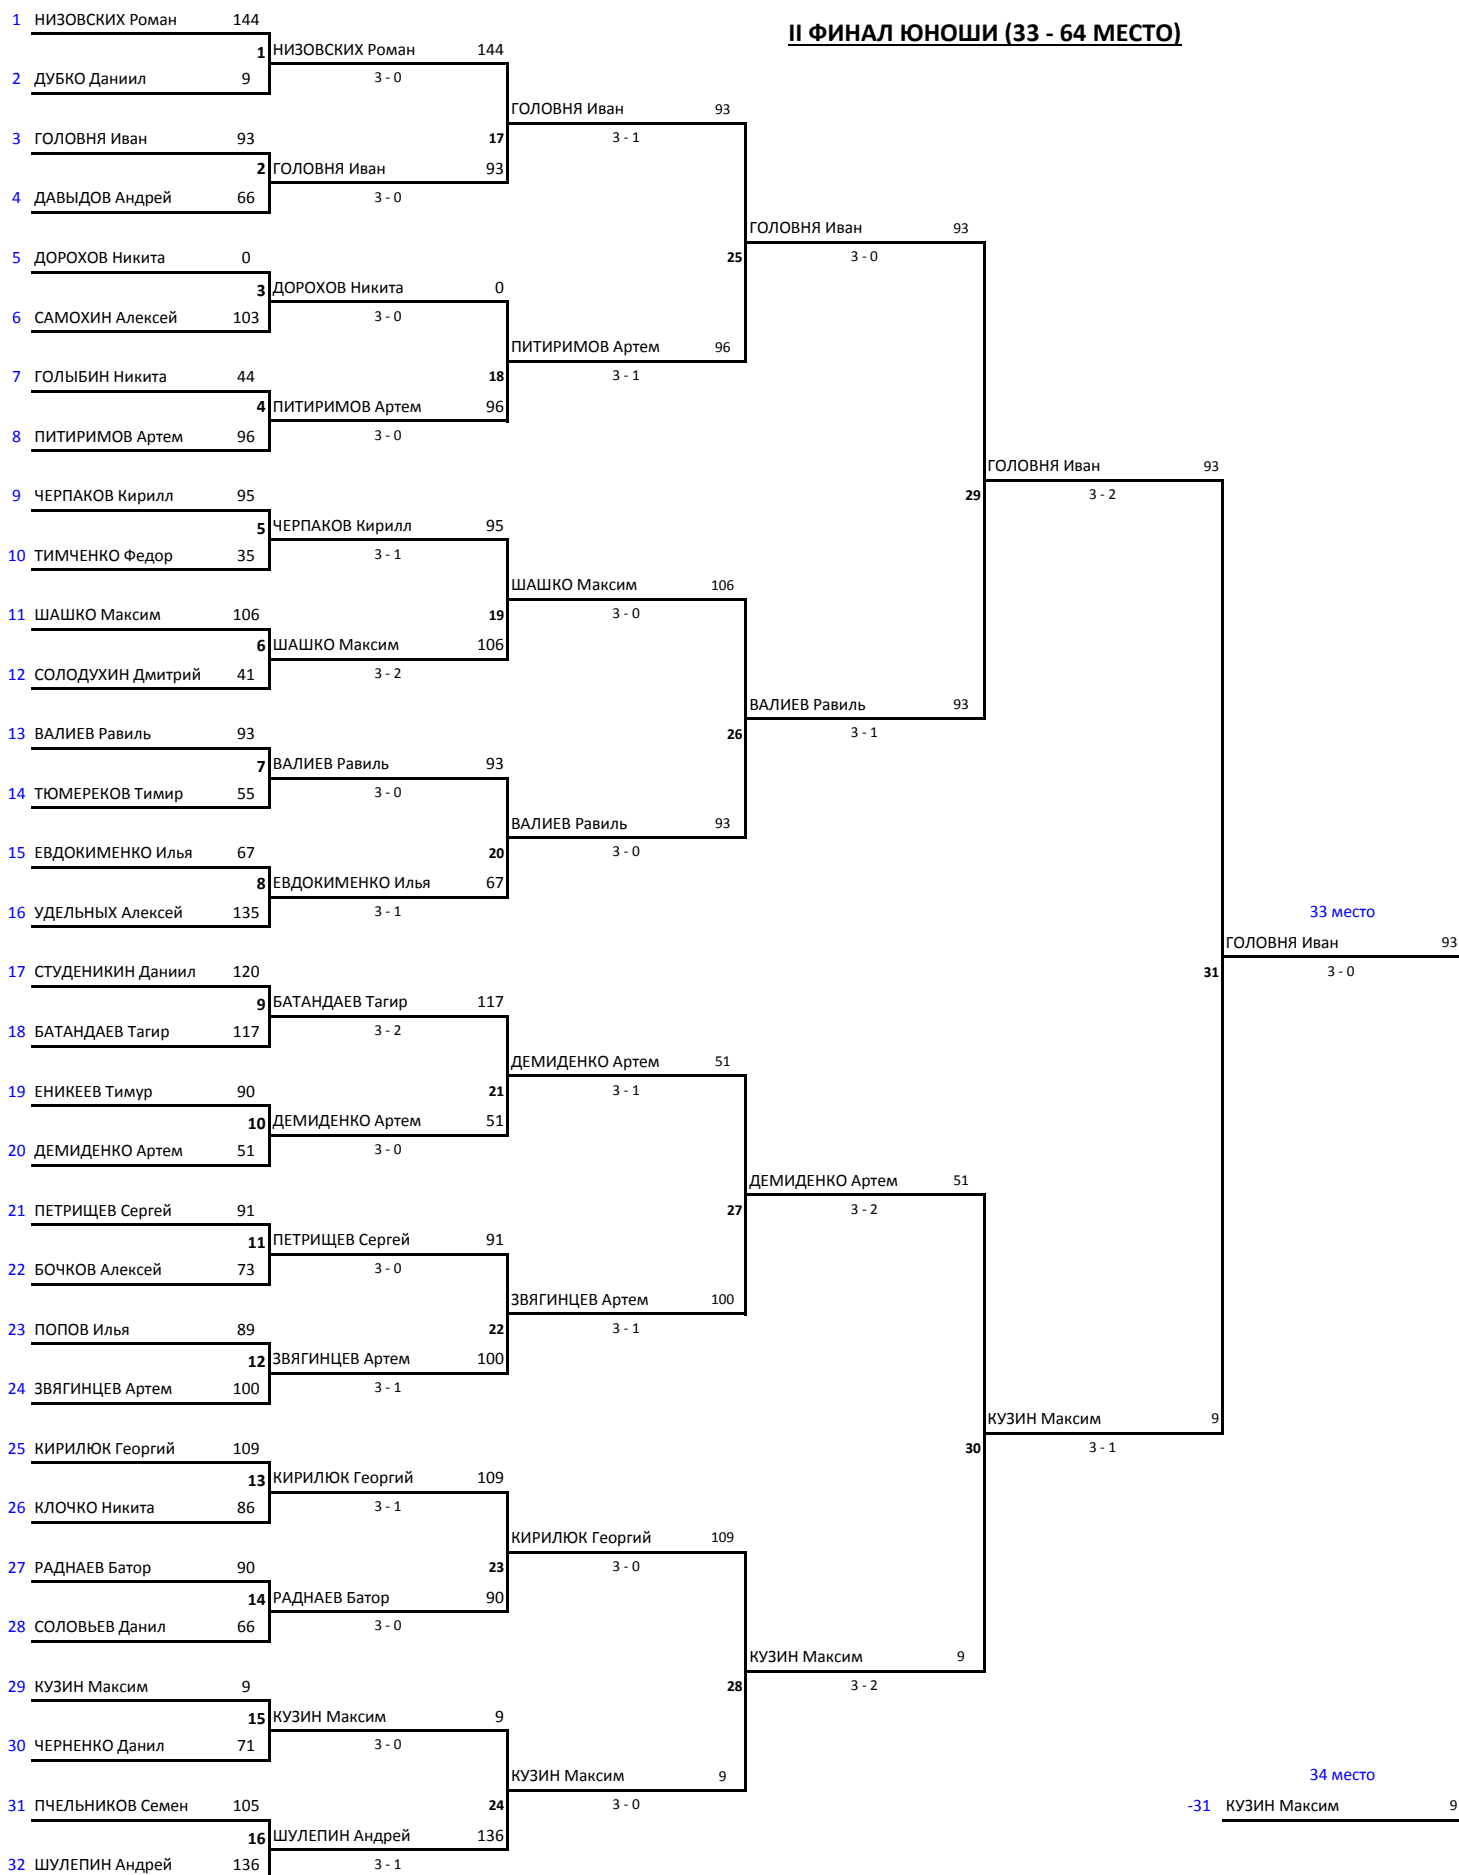 1 НИЗОВСКИХ Роман 144
II ФИНАЛ ЮНОШИ (33 - 64 МЕСТО)
1 НИЗОВСКИХ Роман 144
2 ДУБКО Даниил 9 3 - 0
ГОЛОВНЯ Иван 93
3 ГОЛОВНЯ Иван 93 17 3 - 1
2 ГОЛОВНЯ Иван 93
4 ДАВЫДОВ Андрей 66 3 - 0
ГОЛОВНЯ Иван 93
5 ДОРОХОВ Никита 0 25 3 - 0
3 ДОРОХОВ Никита 0
6 САМОХИН Алексей 103 3 - 0
ПИТИРИМОВ Артем 96
7 ГОЛЫБИН Никита 44 18 3 - 1
4 ПИТИРИМОВ Артем 96
8 ПИТИРИМОВ Артем 96 3 - 0
ГОЛОВНЯ Иван 93
9 ЧЕРПАКОВ Кирилл 95 29 3 - 2
5 ЧЕРПАКОВ Кирилл 95
10 ТИМЧЕНКО Федор 35 3 - 1
ШАШКО Максим 106
11 ШАШКО Максим 106 19 3 - 0
6 ШАШКО Максим 106
12 СОЛОДУХИН Дмитрий 41 3 - 2
ВАЛИЕВ Равиль 93
13 ВАЛИЕВ Равиль 93 26 3 - 1
7 ВАЛИЕВ Равиль 93
14 ТЮМЕРЕКОВ Тимир 55 3 - 0
ВАЛИЕВ Равиль 93
15 ЕВДОКИМЕНКО Илья 67 20 3 - 0
8 ЕВДОКИМЕНКО Илья 67
16 УДЕЛЬНЫХ Алексей 135 3 - 1 33 место
ГОЛОВНЯ Иван 93
17 СТУДЕНИКИН Даниил 120 31 3 - 0
9 БАТАНДАЕВ Тагир 117
18 БАТАНДАЕВ Тагир 117 3 - 2
ДЕМИДЕНКО Артем 51
19 ЕНИКЕЕВ Тимур 90 21 3 - 1
10 ДЕМИДЕНКО Артем 51
20 ДЕМИДЕНКО Артем 51 3 - 0
ДЕМИДЕНКО Артем 51
21 ПЕТРИЩЕВ Сергей 91 27 3 - 2
11 ПЕТРИЩЕВ Сергей 91
22 БОЧКОВ Алексей 73 3 - 0
ЗВЯГИНЦЕВ Артем 100
23 ПОПОВ Илья 89 22 3 - 1
12 ЗВЯГИНЦЕВ Артем 100
24 ЗВЯГИНЦЕВ Артем 100 3 - 1
КУЗИН Максим 9
25 КИРИЛЮК Георгий 109 30 3 - 1
13 КИРИЛЮК Георгий 109
26 КЛОЧКО Никита 86 3 - 1
КИРИЛЮК Георгий 109
27 РАДНАЕВ Батор 90 23 3 - 0
14 РАДНАЕВ Батор 90
28 СОЛОВЬЕВ Данил 66 3 - 0
КУЗИН Максим 9
29 КУЗИН Максим 9 28 3 - 2
15 КУЗИН Максим 9
30 ЧЕРНЕНКО Данил 71 3 - 0
КУЗИН Максим 9 34 место
31 ПЧЕЛЬНИКОВ Семен 105 24 3 - 0 -31 КУЗИН Максим 9
16 ШУЛЕПИН Андрей 136
32 ШУЛЕПИН Андрей 136 3 - 1